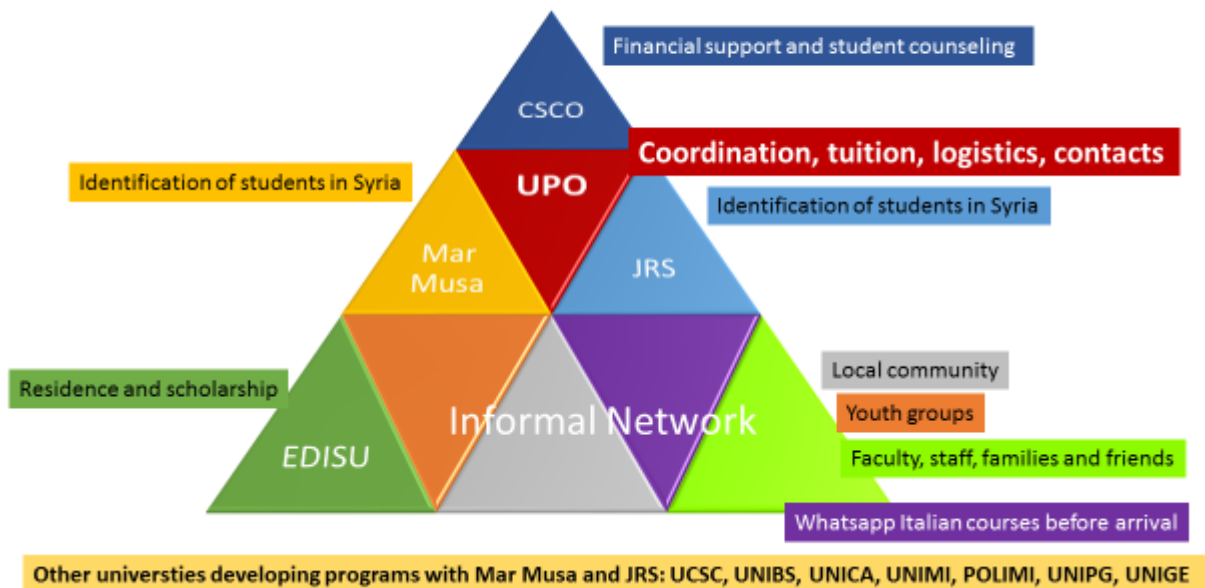 Financial support and student counseling
CSCO
Coordination, tuition, logistics, contacts
Identification of students in Syria
UPO
Identification of students in Syria
Mar
Musa
JRS
Residence and scholarship
Local community
Youth groups
Informal Network
EDISU
Faculty, staff, families and friends
Whatsapp Italian courses before arrival
Other universties developing programs with Mar Musa and JRS: UCSC, UNIBS, UNICA, UNIMI, POLIMI, UNIPG, UNIGE